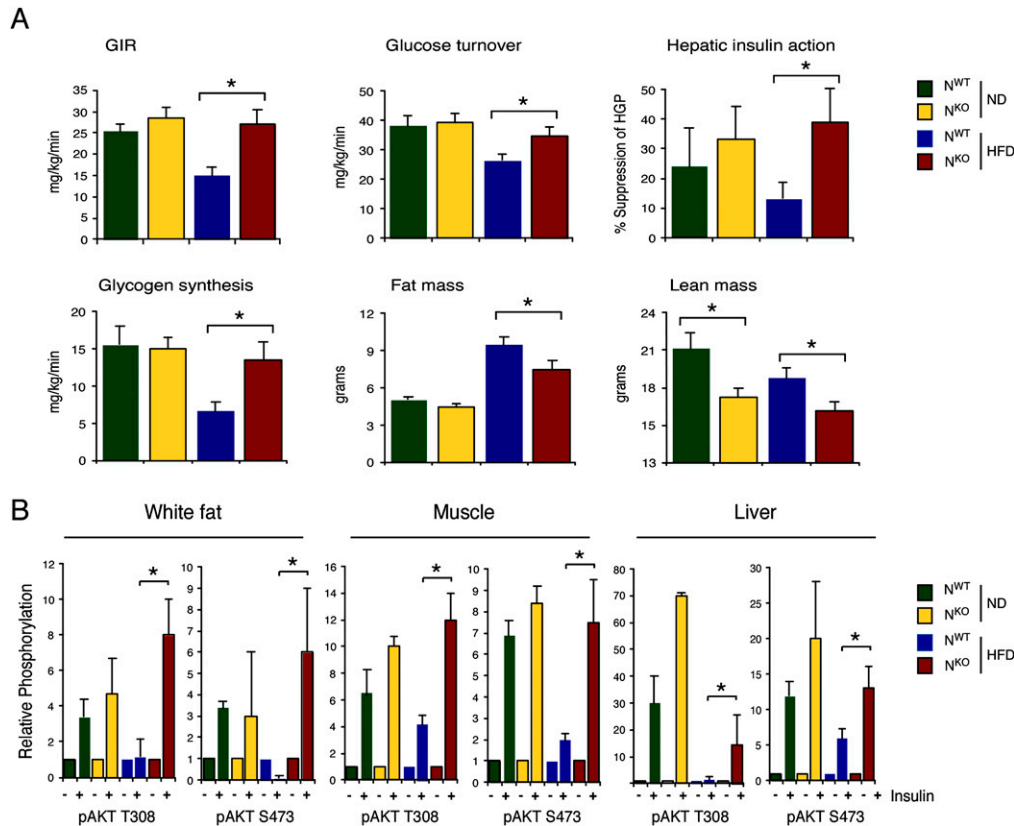 A
GIR
Glucose turnover
Hepatic insulin action
mg/kg/min
35
30
25
20
15
10
5
0
*
mg/kg/min
50
40
30
20
10
0
*
% Suppression of HGP
50
40
30
20
10
0
*
N^WT
N^KO
ND
N^WT
N^KO
HFD
Glycogen synthesis
Fat mass
Lean mass
mg/kg/min
20
15
10
5
0
*
grams
12
9
6
3
0
*
grams
24
21
18
15
13
*
*
B
White fat
Muscle
Liver
Relative Phosphorylation
12
10
8
6
4
2
0
*
10
9
8
7
6
5
4
3
2
1
0
*
16
14
12
10
8
6
4
2
0
*
10
8
6
4
2
0
*
80
70
60
50
40
30
20
10
*
30
25
20
15
10
5
0
*
N^WT
N^KO
ND
N^WT
N^KO
HFD
- + - + - + - +
- + - + - + - +
- + - + - + - +
- + - + - + - +
- + - + - + - +
- + - + - + - +
Insulin
pAKT T308
pAKT S473
pAKT T308
pAKT S473
pAKT T308
pAKT S473